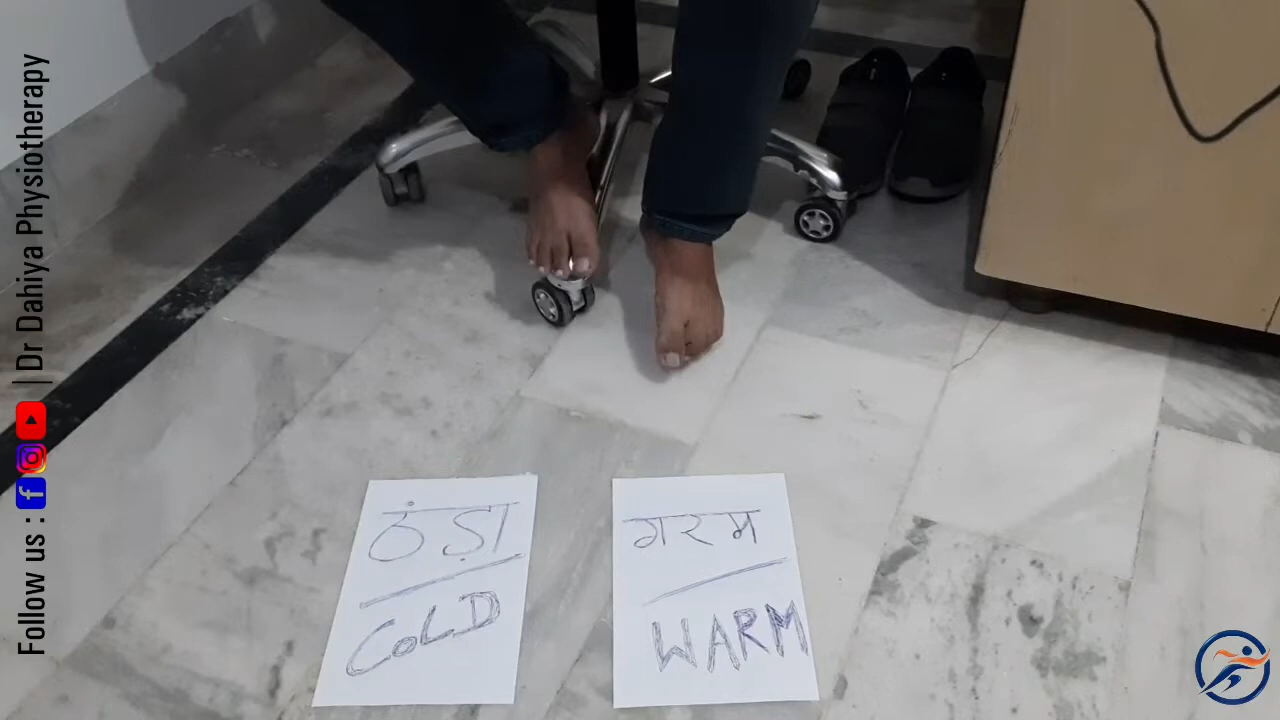 Follow us : | Dr Dahiya Physiotherapy
ठंड़ा
COLD
गरम
WARM